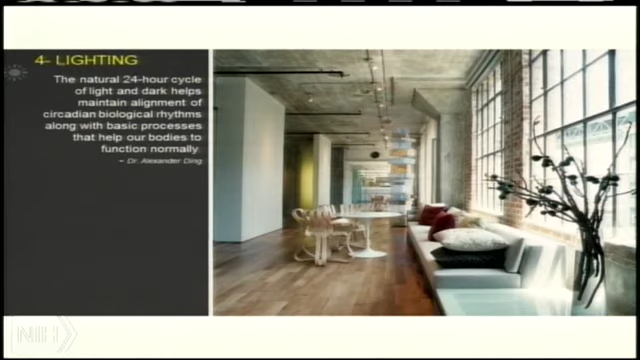 4- LIGHTING
The natural 24-hour cycle
of light and dark helps
maintain alignment of
circadian biological rhythms
along with basic processes
that help our bodies to
function normally.
~ Dr. Alexander Ding
NIH